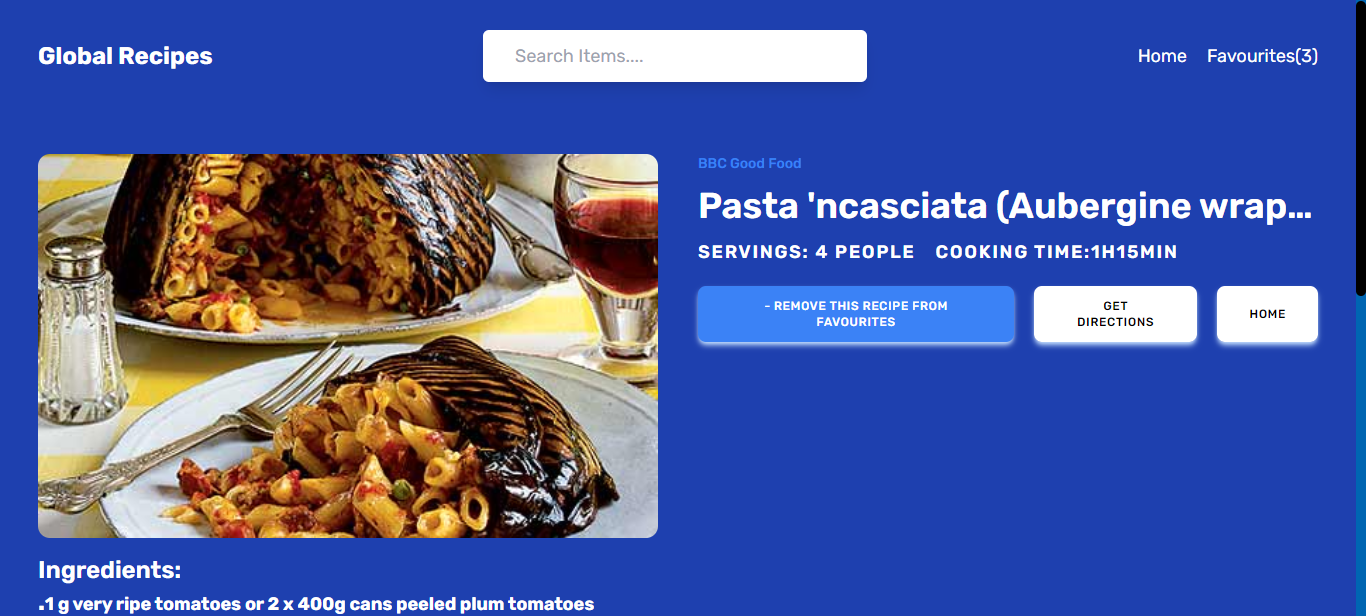 Global Recipes
Search Items....
Home
Favourites(3)
BBC Good Food
Pasta 'ncasciata (Aubergine wrap...
SERVINGS: 4 PEOPLE
COOKING TIME:1H15MIN
- REMOVE THIS RECIPE FROM
FAVOURITES
GET
DIRECTIONS
HOME
Ingredients:
.1 g very ripe tomatoes or 2 x 400g cans peeled plum tomatoes